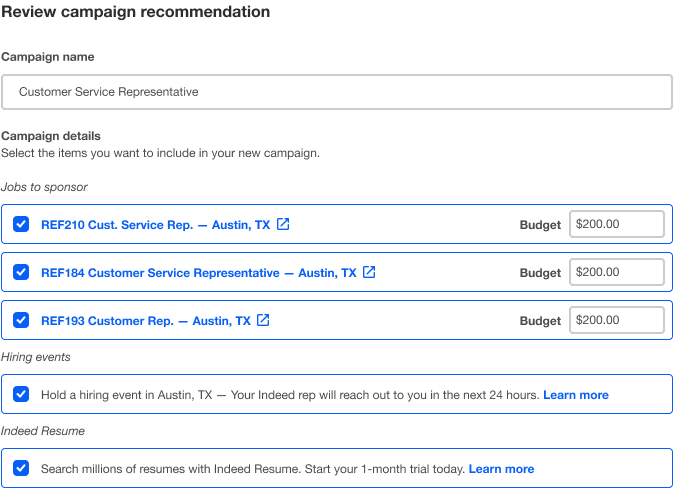 Review campaign recommendation
Campaign name
Customer Service Representative
Campaign details
Select the items you want to include in your new campaign.
Jobs to sponsor
REF210 Cust. Service Rep. — Austin, TX Budget $200.00
REF184 Customer Service Representative — Austin, TX Budget $200.00
REF193 Customer Rep. — Austin, TX Budget $200.00
Hiring events
Hold a hiring event in Austin, TX — Your Indeed rep will reach out to you in the next 24 hours. Learn more
Indeed Resume
Search millions of resumes with Indeed Resume. Start your 1-month trial today. Learn more